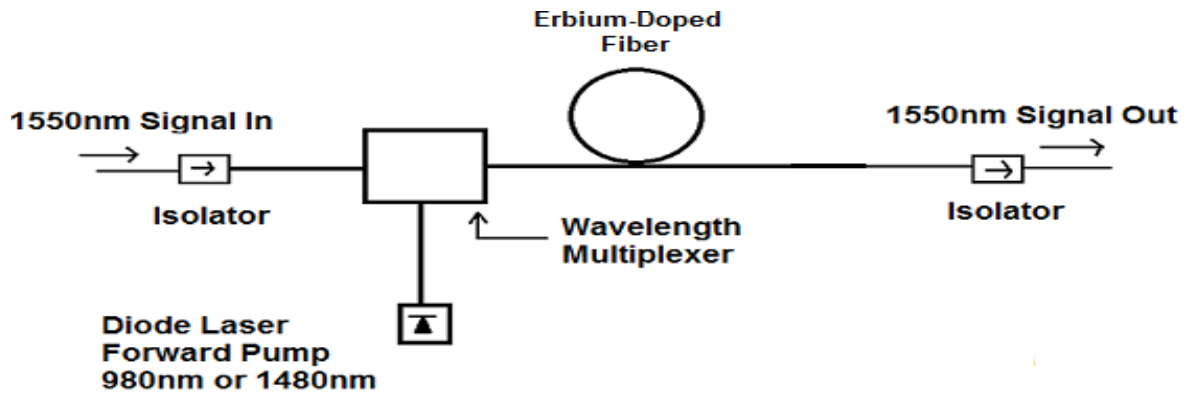 Erbium-Doped
Fiber
1550nm Signal In
1550nm Signal Out
Isolator
Isolator
Wavelength
Multiplexer
Diode Laser
Forward Pump
980nm or 1480nm